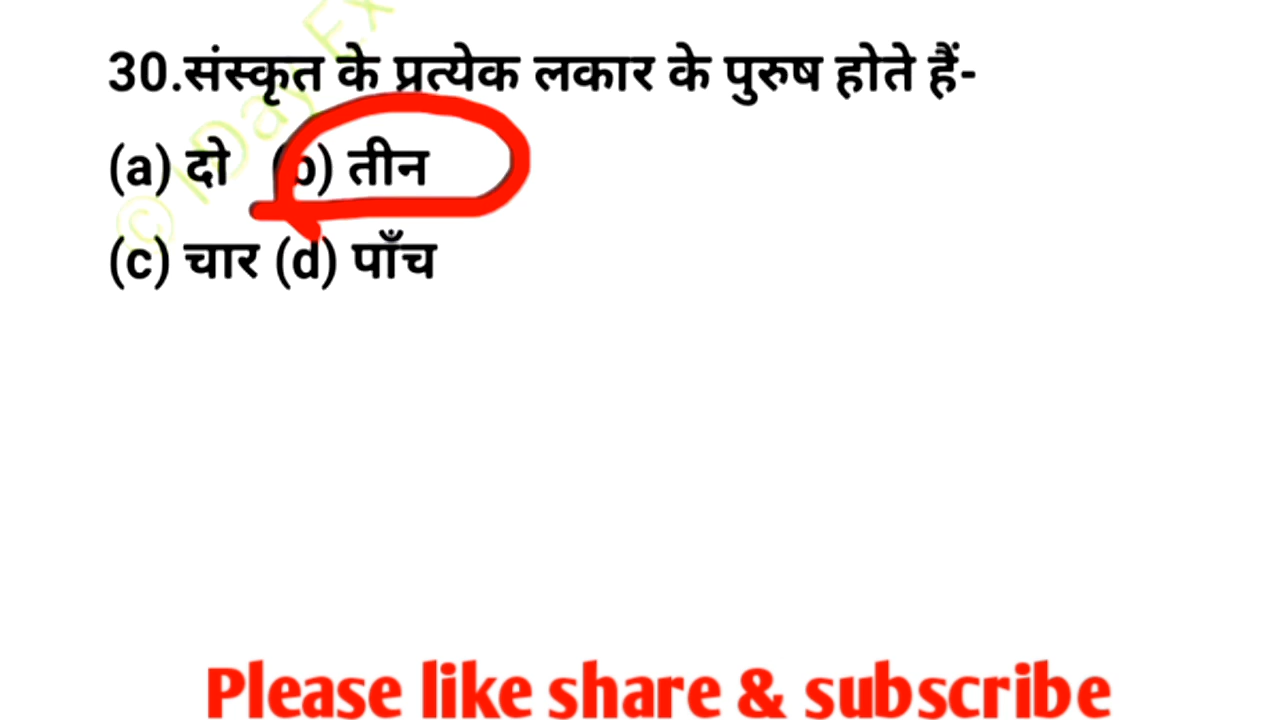 30.संस्कृत के प्रत्येक लकार के पुरुष होते हैं-
(a) दो (b) तीन
(c) चार (d) पाँच
Please like share & subscribe